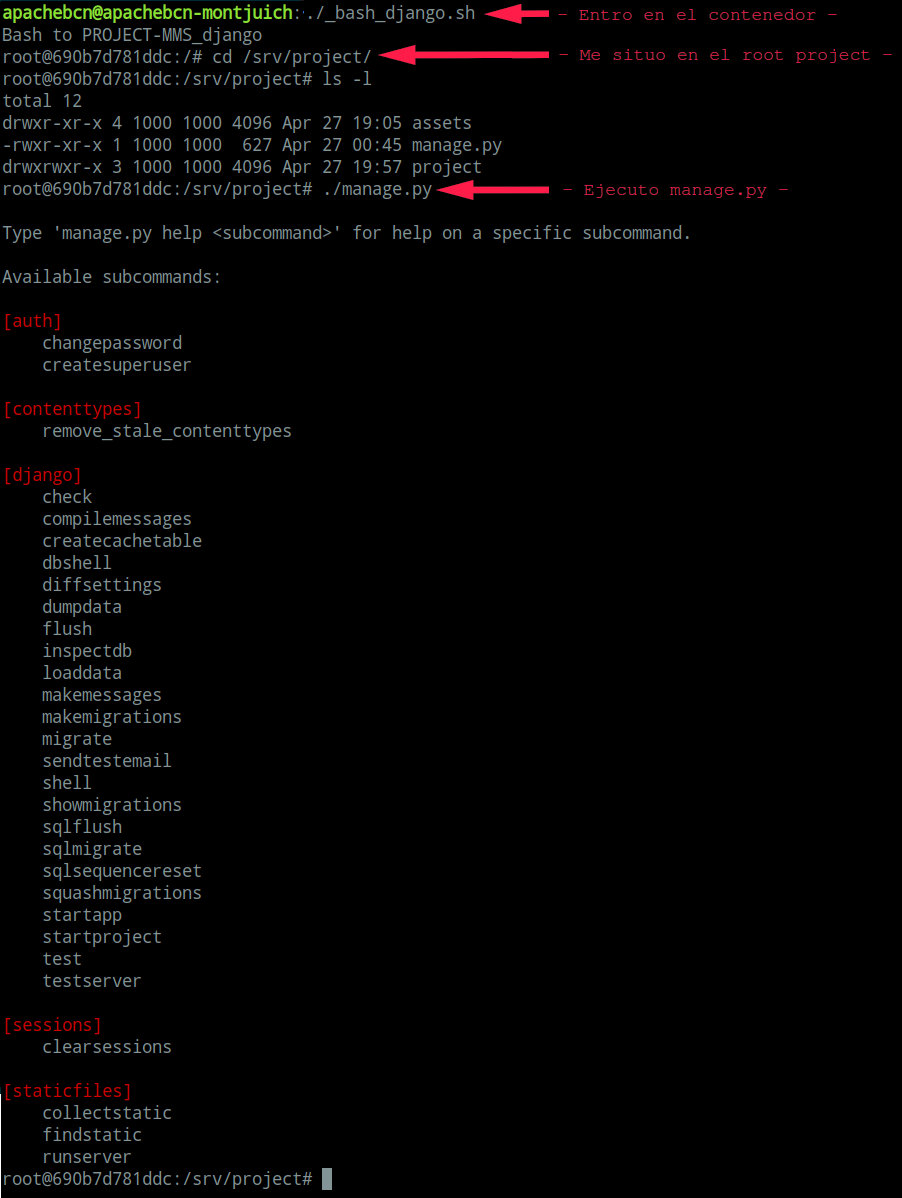 apachebcn@apachebcn-montjuich:./_bash_django.sh - Entro en el contenedor -
Bash to PROJECT-MMS_django
root@690b7d781ddc:/# cd /srv/project/ - Me situo en el root project -
root@690b7d781ddc:/srv/project# ls -l
total 12
drwxr-xr-x 4 1000 1000 4096 Apr 27 19:05 assets
-rwxr-xr-x 1 1000 1000  627 Apr 27 00:45 manage.py
drwxrwxr-x 3 1000 1000 4096 Apr 27 19:57 project
root@690b7d781ddc:/srv/project# ./manage.py - Ejecuto manage.py -
Type 'manage.py help <subcommand>' for help on a specific subcommand.
Available subcommands:
[auth]
changepassword
createsuperuser
[contenttypes]
remove_stale_contenttypes
[django]
check
compilemessages
createcachetable
dbshell
diffsettings
dumpdata
flush
inspectdb
loaddata
makemessages
makemigrations
migrate
sendtestemail
shell
showmigrations
sqlflush
sqlmigrate
sqlsequencereset
squashmigrations
startapp
startproject
test
testserver
[sessions]
clearsessions
[staticfiles]
collectstatic
findstatic
runserver
root@690b7d781ddc:/srv/project#